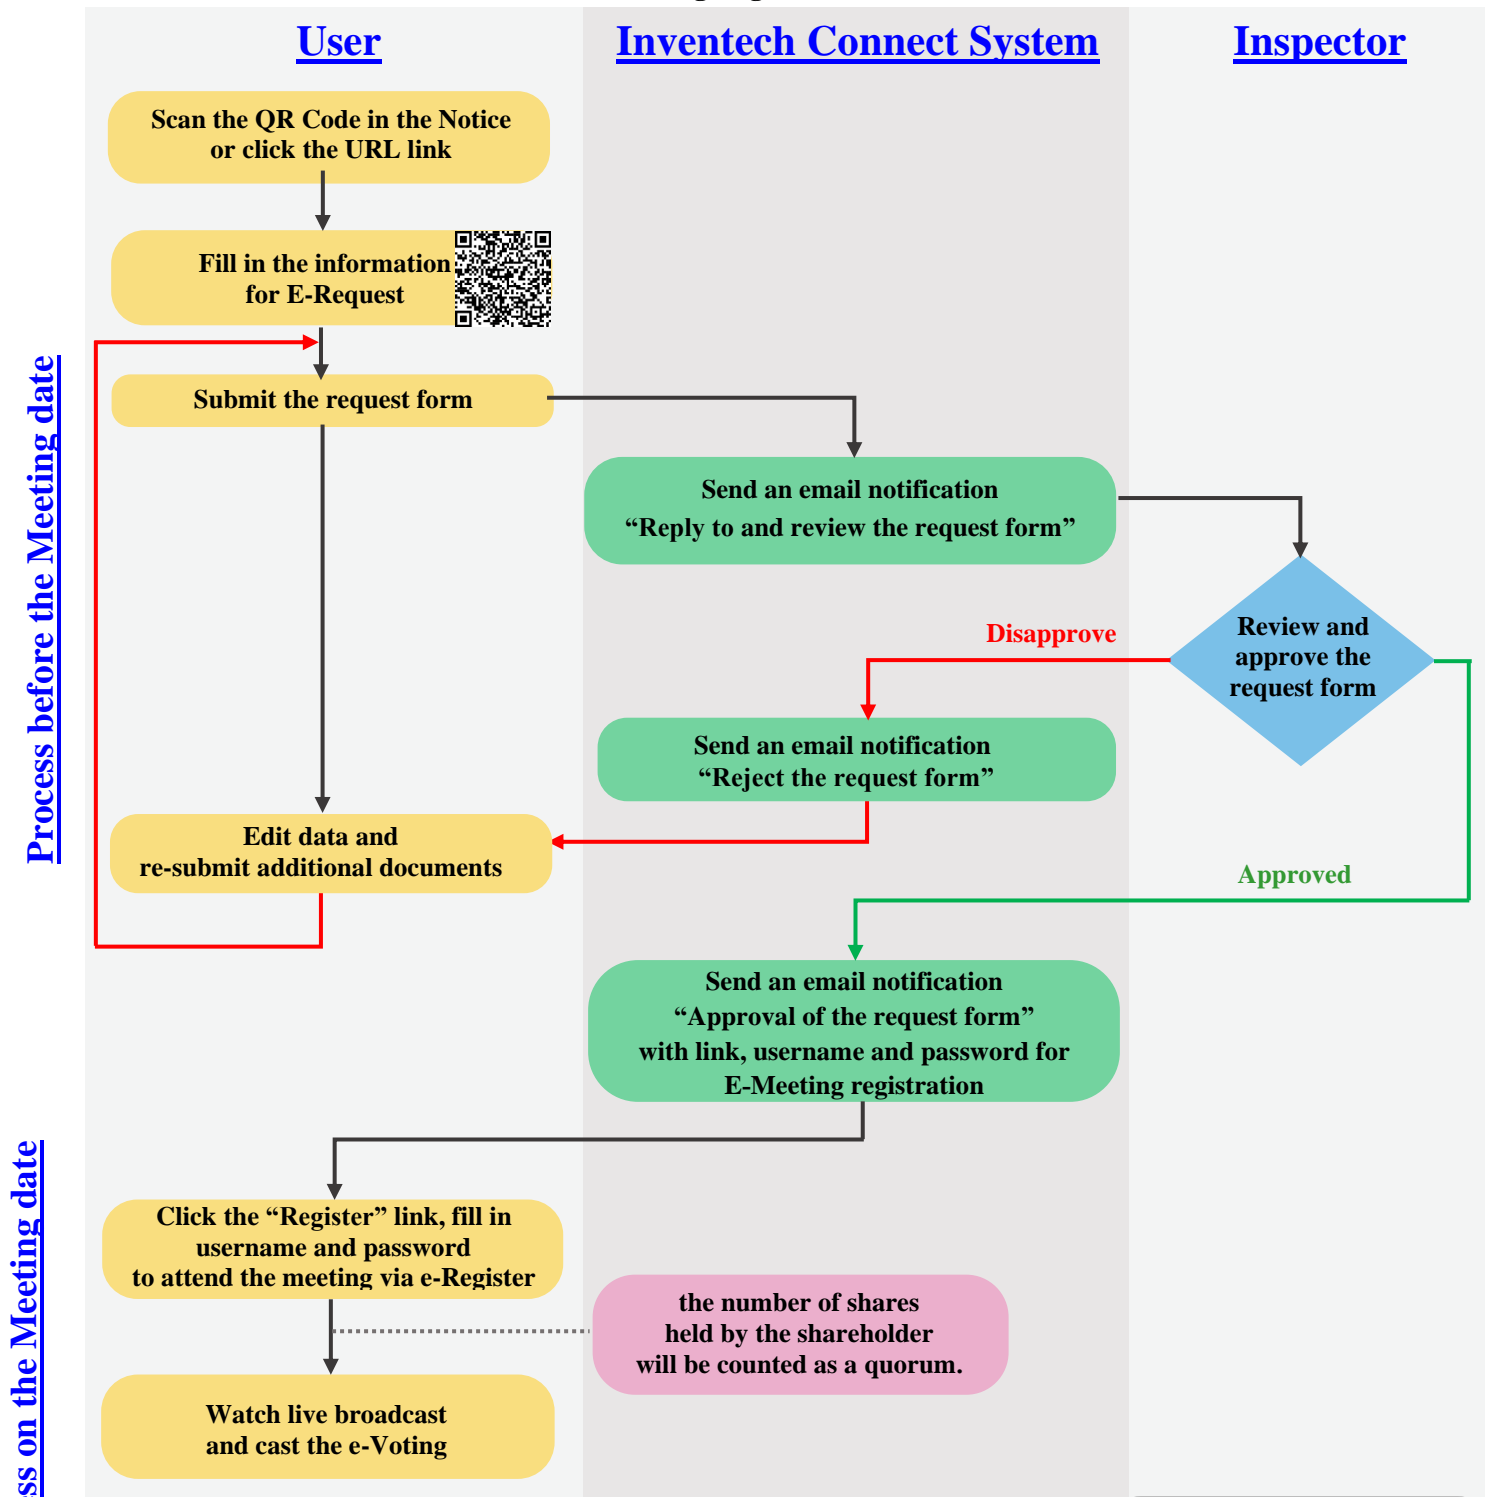 User
Inventech Connect System
Inspector
Scan the QR Code in the Notice
or click the URL link
Fill in the information
for E-Request
Submit the request form
Process before the Meeting date
Send an email notification
“Reply to and review the request form”
Disapprove
Review and
approve the
request form
Send an email notification
“Reject the request form”
Edit data and
re-submit additional documents
Approved
Send an email notification
“Approval of the request form”
with link, username and password for
E-Meeting registration
on the Meeting date
Click the “Register” link, fill in
username and password
to attend the meeting via e-Register
the number of shares
held by the shareholder
will be counted as a quorum.
Watch live broadcast
and cast the e-Voting